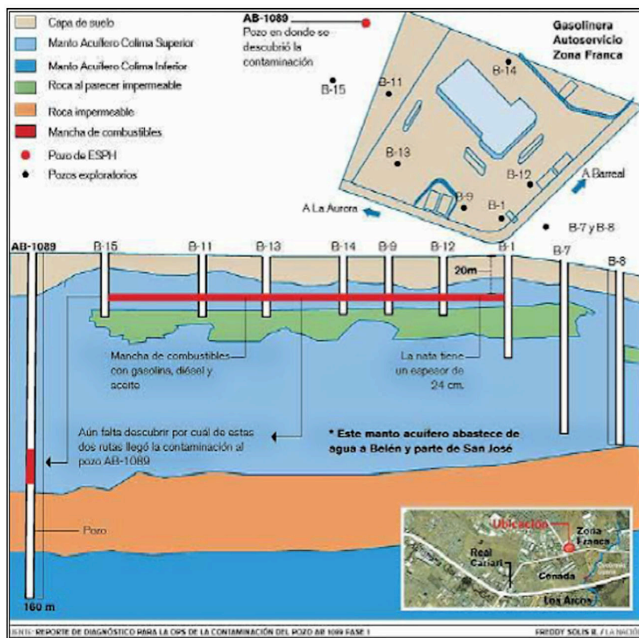 Capa de suelo
Manto Acuífero Colima Superior
Manto Acuífero Colima Inferior
Roca al parecer impermeable
Roca impermeable
Mancha de combustibles
Pozo de ESPH
Pozos exploratorios
AB-1089
Pozo en donde se
descubrió la
contaminación
Gasolinera
Autoservicio
Zona Franca
B-14
B-15
B-11
B-13
B-12
B-9
B-1
A Barreal
A La Aurora
B-7 y B-8
AB-1089
B-15
B-11
B-13
B-14
B-9
B-12
B-1
B-7
B-8
20m
Mancha de combustibles
con gasolina, diésel y
aceite
La nata tiene
un espesor de
24 cm.
Aún falta descubrir por cuál de estas
dos rutas llegó la contaminación al
pozo AB-1089
* Este manto acuífero abastece de
agua a Belén y parte de San José
Pozo
160 m
Ubicación
Zona
Franca
Real
Cariari
Cenada
Los Arcos
REPORTE DE DIAGNÓSTICO PARA LA OPS DE LA CONTAMINACIÓN DEL POZO AB 1089 FASE 1
FREDDY SOLÍS R. / LA NACIÓN